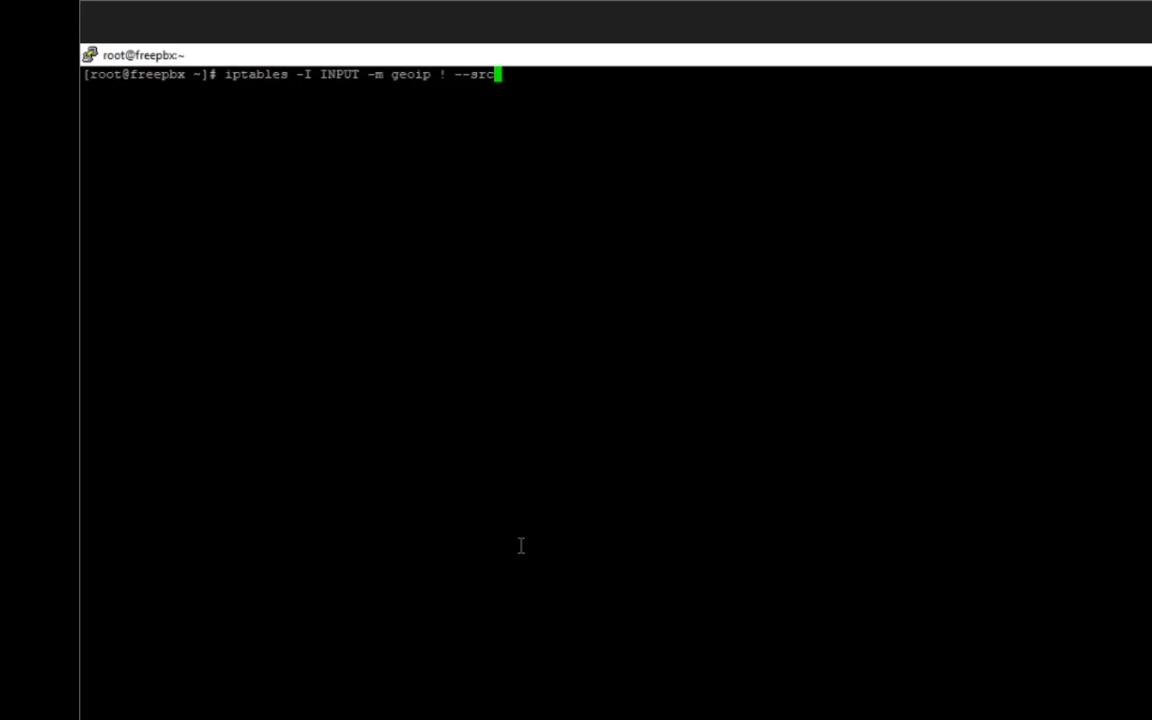 root@freepbx:~
[root@freepbx ~]# iptables -I INPUT -m geoip ! --src